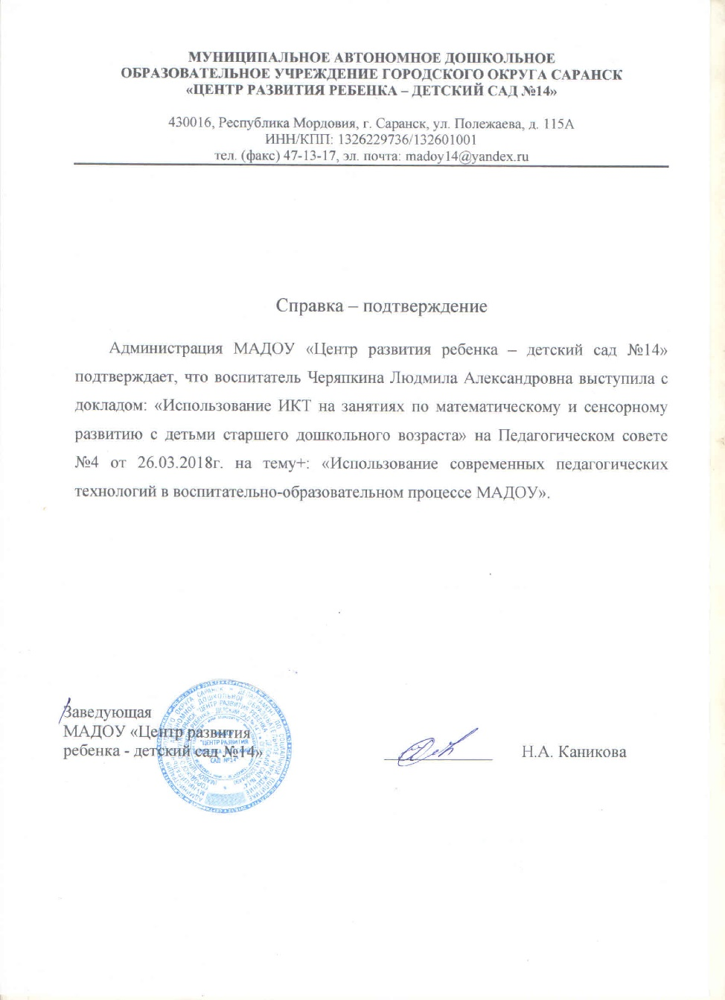 МУНИЦИПАЛЬНОЕ АВТОНОМНОЕ ДОШКОЛЬНОЕ
ОБРАЗОВАТЕЛЬНОЕ УЧРЕЖДЕНИЕ ГОРОДСКОГО ОКРУГА САРАНСК
«ЦЕНТР РАЗВИТИЯ РЕБЕНКА – ДЕТСКИЙ САД №14»
430016, Республика Мордовия, г. Саранск, ул. Полежаева, д. 115А
ИНН/КПП: 1326229736/132601001
тел. (факс) 47-13-17, эл. почта: madoy14@yandex.ru
Справка – подтверждение
Администрация МАДОУ «Центр развития ребенка – детский сад №14»
подтверждает, что воспитатель Черяпкина Людмила Александровна выступила с
докладом: «Использование ИКТ на занятиях по математическому и сенсорному
развитию с детьми старшего дошкольного возраста» на Педагогическом совете
№4 от 26.03.2018г. на тему+: «Использование современных педагогических
технологий в воспитательно-образовательном процессе МАДОУ».
Заведующая
МАДОУ «Центр развития
ребенка - детский сад №14»
Н.А. Каникова
"ЦЕНТР РАЗВИТИЯ
САД №14"